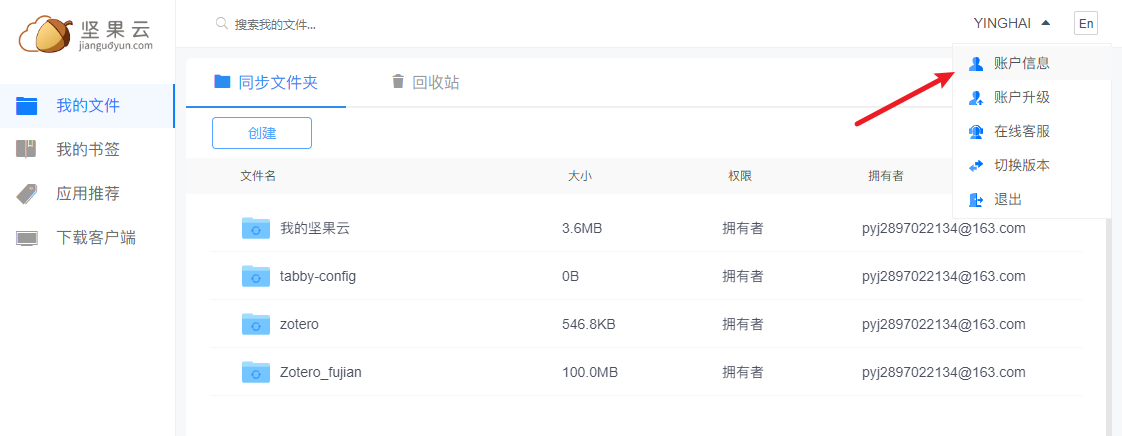 坚果云
jianguoyun.com
搜索我的文件...
YINGHAI
En
我的文件
我的书签
应用推荐
下载客户端
同步文件夹
回收站
账户信息
账户升级
在线客服
切换版本
退出
创建
文件名 大小 权限 拥有者
我的坚果云 3.6MB 拥有者 pyj2897022134@163.com
tabby-config 0B 拥有者 pyj2897022134@163.com
zotero 546.8KB 拥有者 pyj2897022134@163.com
Zotero_fujian 100.0MB 拥有者 pyj2897022134@163.com